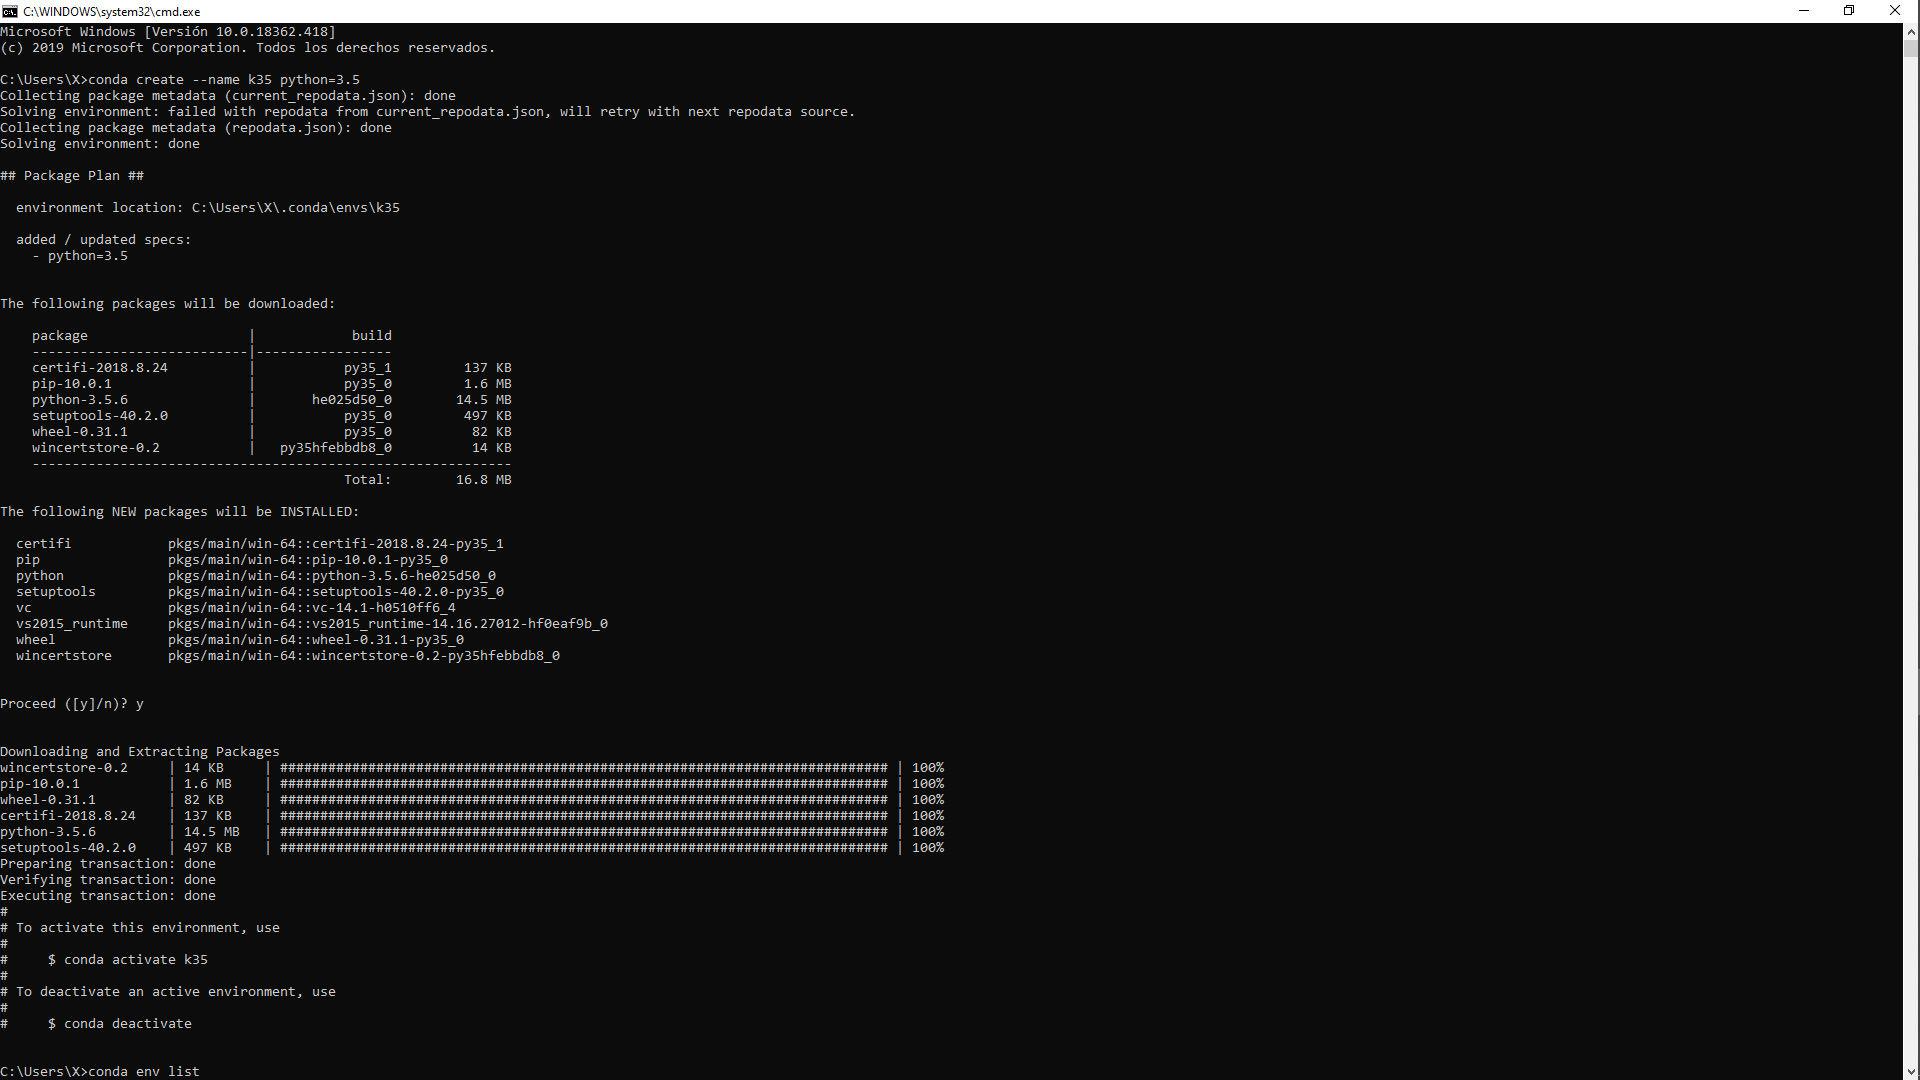 C:\WINDOWS\system32\cmd.exe
Microsoft Windows [Versión 10.0.18362.418]
(c) 2019 Microsoft Corporation. Todos los derechos reservados.
C:\Users\X>conda create --name k35 python=3.5
Collecting package metadata (current_repodata.json): done
Solving environment: failed with repodata from current_repodata.json, will retry with next repodata source.
Collecting package metadata (repodata.json): done
Solving environment: done
## Package Plan ##
environment location: C:\Users\X\.conda\envs\k35
added / updated specs:
- python=3.5
The following packages will be downloaded:
package | build
---------------------------|-----------------
certifi-2018.8.24 | py35_1 137 KB
pip-10.0.1 | py35_0 1.6 MB
python-3.5.6 | he025d50_0 14.5 MB
setuptools-40.2.0 | py35_0 497 KB
wheel-0.31.1 | py35_0 82 KB
wincertstore-0.2 | py35hfebbdb8_0 14 KB
------------------------------------------------------------
Total: 16.8 MB
The following NEW packages will be INSTALLED:
certifi pkgs/main/win-64::certifi-2018.8.24-py35_1
pip pkgs/main/win-64::pip-10.0.1-py35_0
python pkgs/main/win-64::python-3.5.6-he025d50_0
setuptools pkgs/main/win-64::setuptools-40.2.0-py35_0
vc pkgs/main/win-64::vc-14.1-h0510ff6_4
vs2015_runtime pkgs/main/win-64::vs2015_runtime-14.16.27012-hf0eaf9b_0
wheel pkgs/main/win-64::wheel-0.31.1-py35_0
wincertstore pkgs/main/win-64::wincertstore-0.2-py35hfebbdb8_0
Proceed ([y]/n)? y
Downloading and Extracting Packages
wincertstore-0.2 | 14 KB | ############################################################################ | 100%
pip-10.0.1 | 1.6 MB | ############################################################################ | 100%
wheel-0.31.1 | 82 KB | ############################################################################ | 100%
certifi-2018.8.24 | 137 KB | ############################################################################ | 100%
python-3.5.6 | 14.5 MB | ############################################################################ | 100%
setuptools-40.2.0 | 497 KB | ############################################################################ | 100%
Preparing transaction: done
Verifying transaction: done
Executing transaction: done
#
# To activate this environment, use
#
# $ conda activate k35
#
# To deactivate an active environment, use
#
# $ conda deactivate
C:\Users\X>conda env list